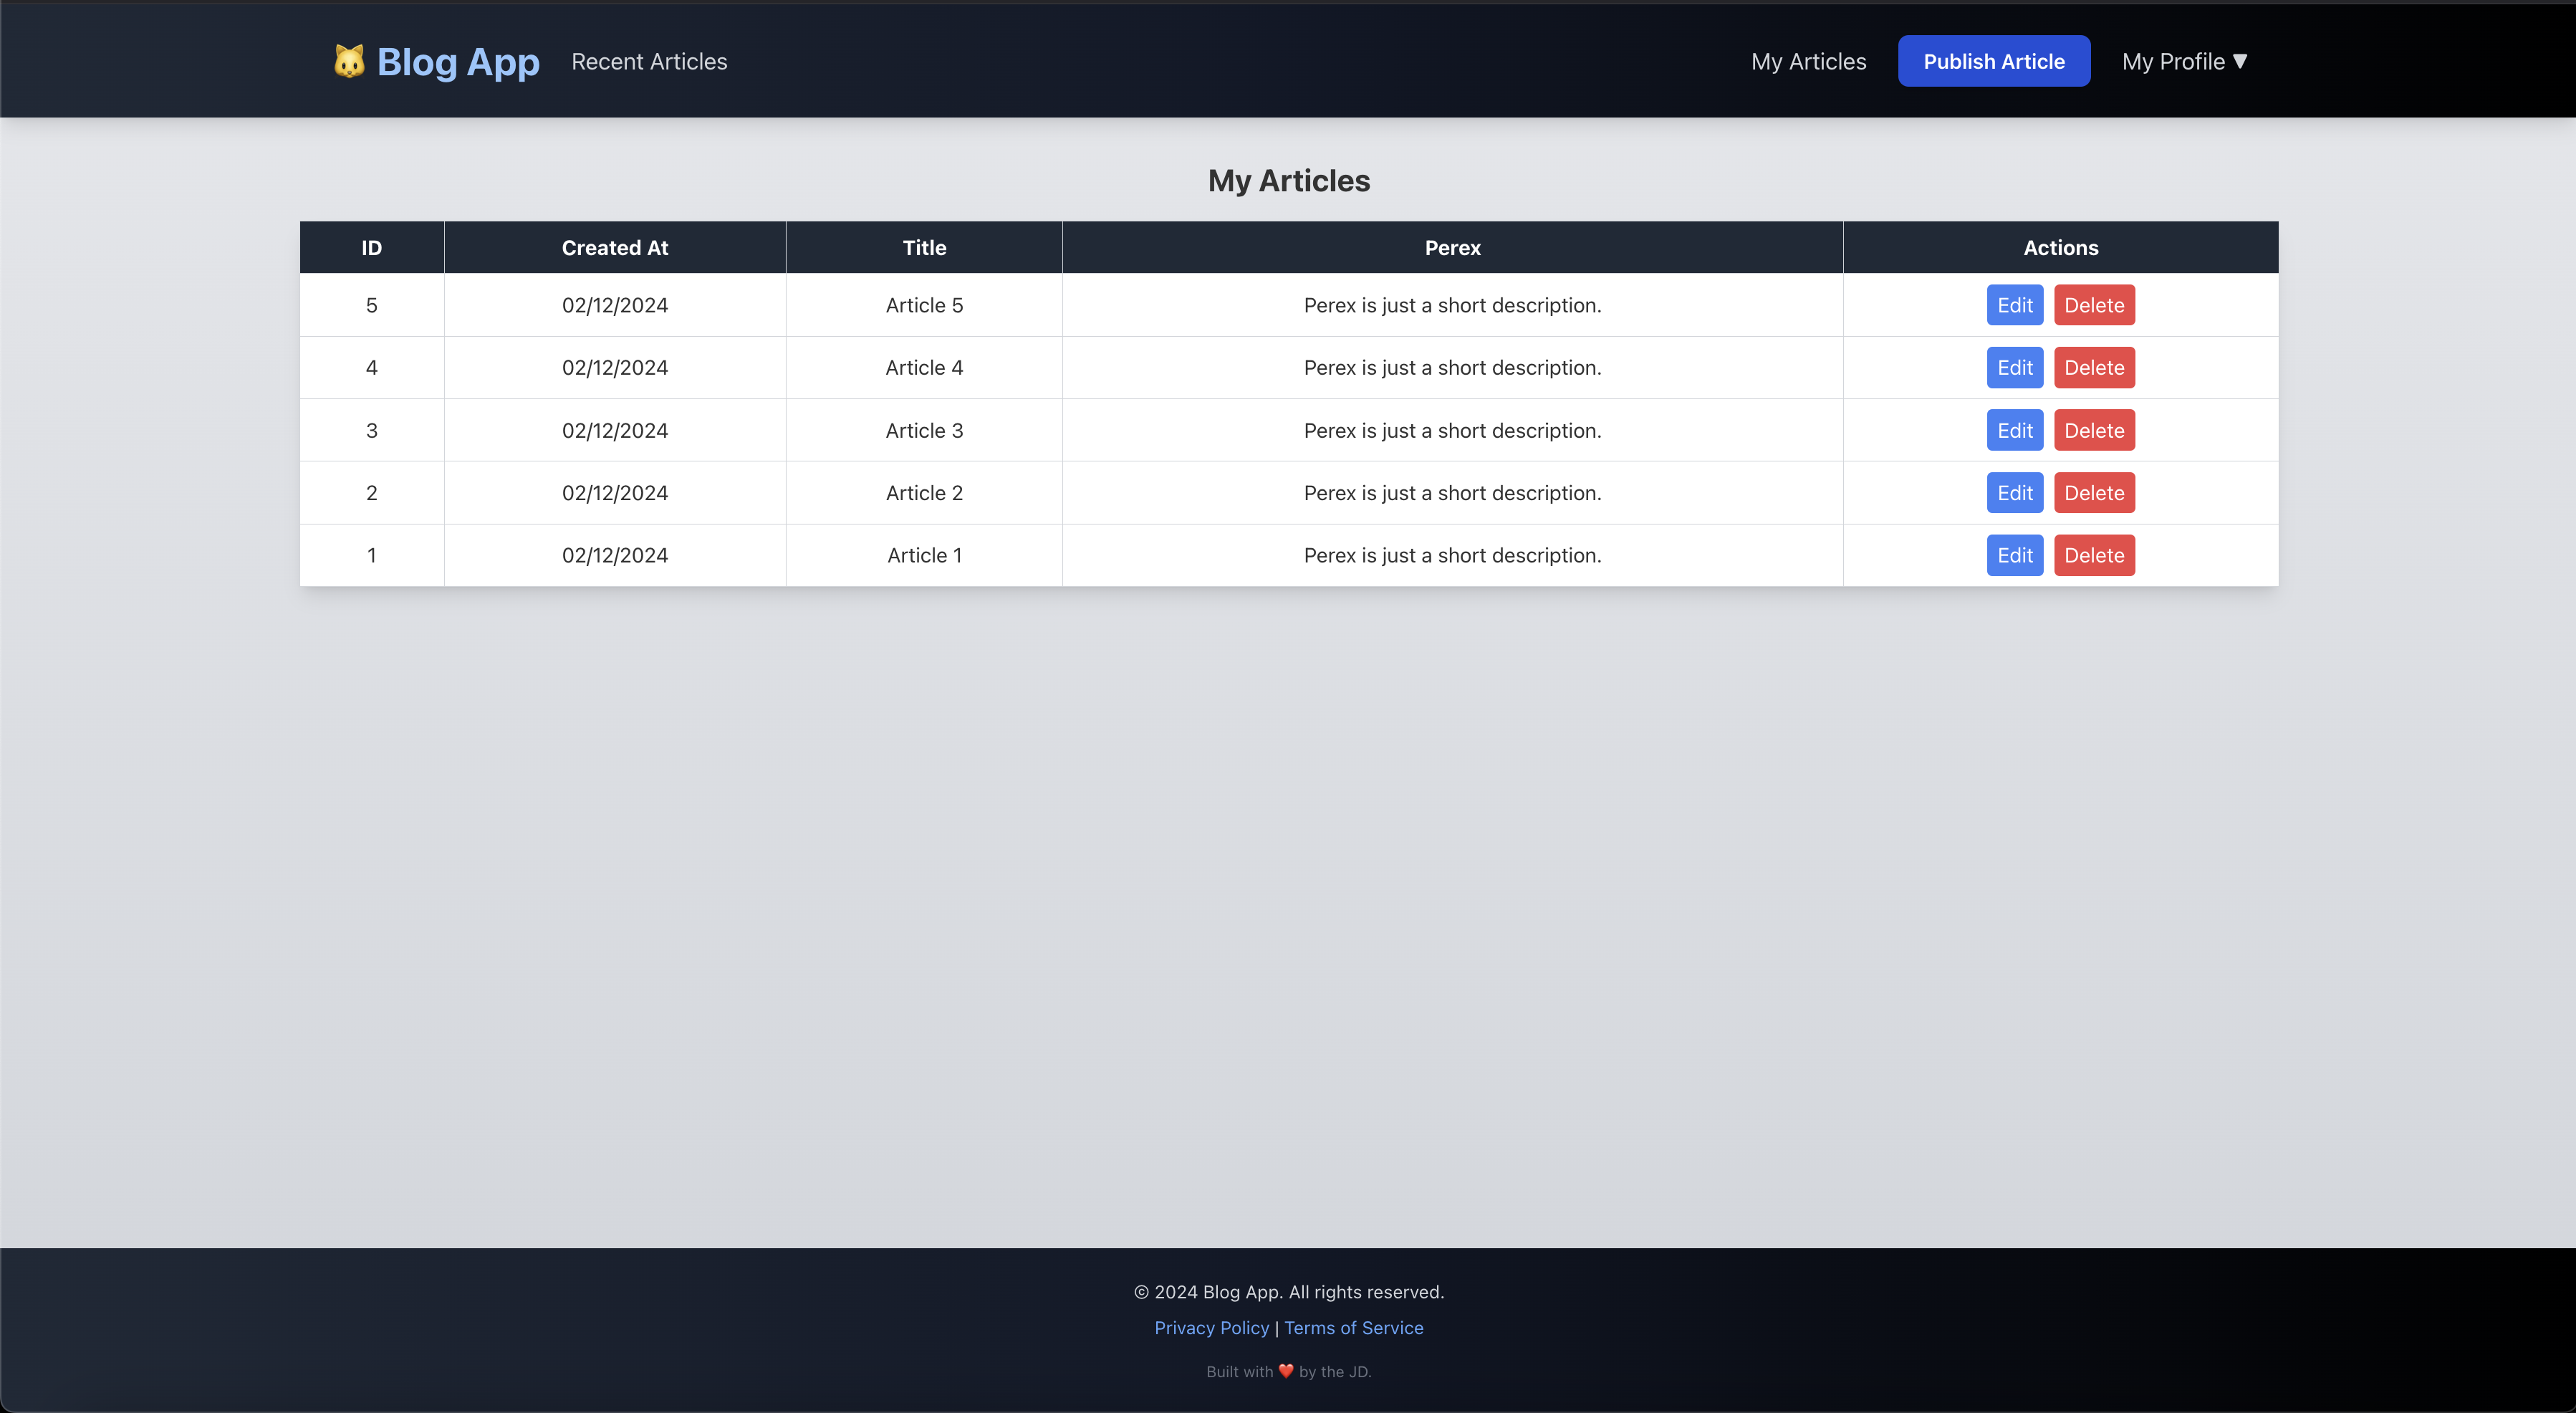 🐱 Blog App Recent Articles My Articles Publish Article My Profile ▼
My Articles
ID Created At Title Perex Actions
5 02/12/2024 Article 5 Perex is just a short description. Edit Delete
4 02/12/2024 Article 4 Perex is just a short description. Edit Delete
3 02/12/2024 Article 3 Perex is just a short description. Edit Delete
2 02/12/2024 Article 2 Perex is just a short description. Edit Delete
1 02/12/2024 Article 1 Perex is just a short description. Edit Delete
© 2024 Blog App. All rights reserved.
Privacy Policy | Terms of Service
Built with ❤️ by the JD.